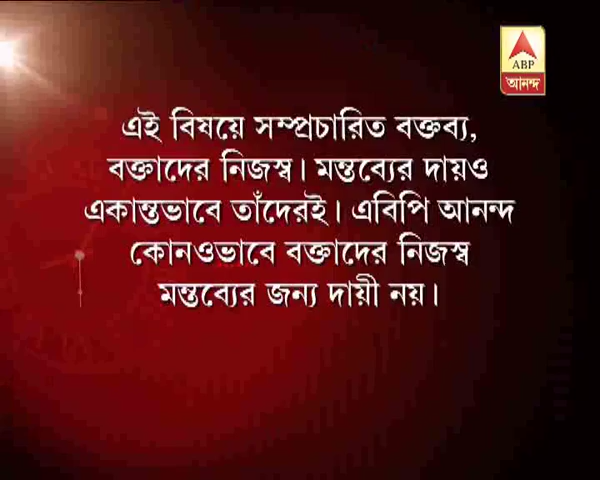 ABP
আনন্দ
এই বিষয়ে সম্প্রচারিত বক্তব্য,
বক্তাদের নিজস্ব। মন্তব্যের দায়ও
একান্তভাবে তাঁদেরই। এবিপি আনন্দ
কোনওভাবে বক্তাদের নিজস্ব
মন্তব্যের জন্য দায়ী নয়।